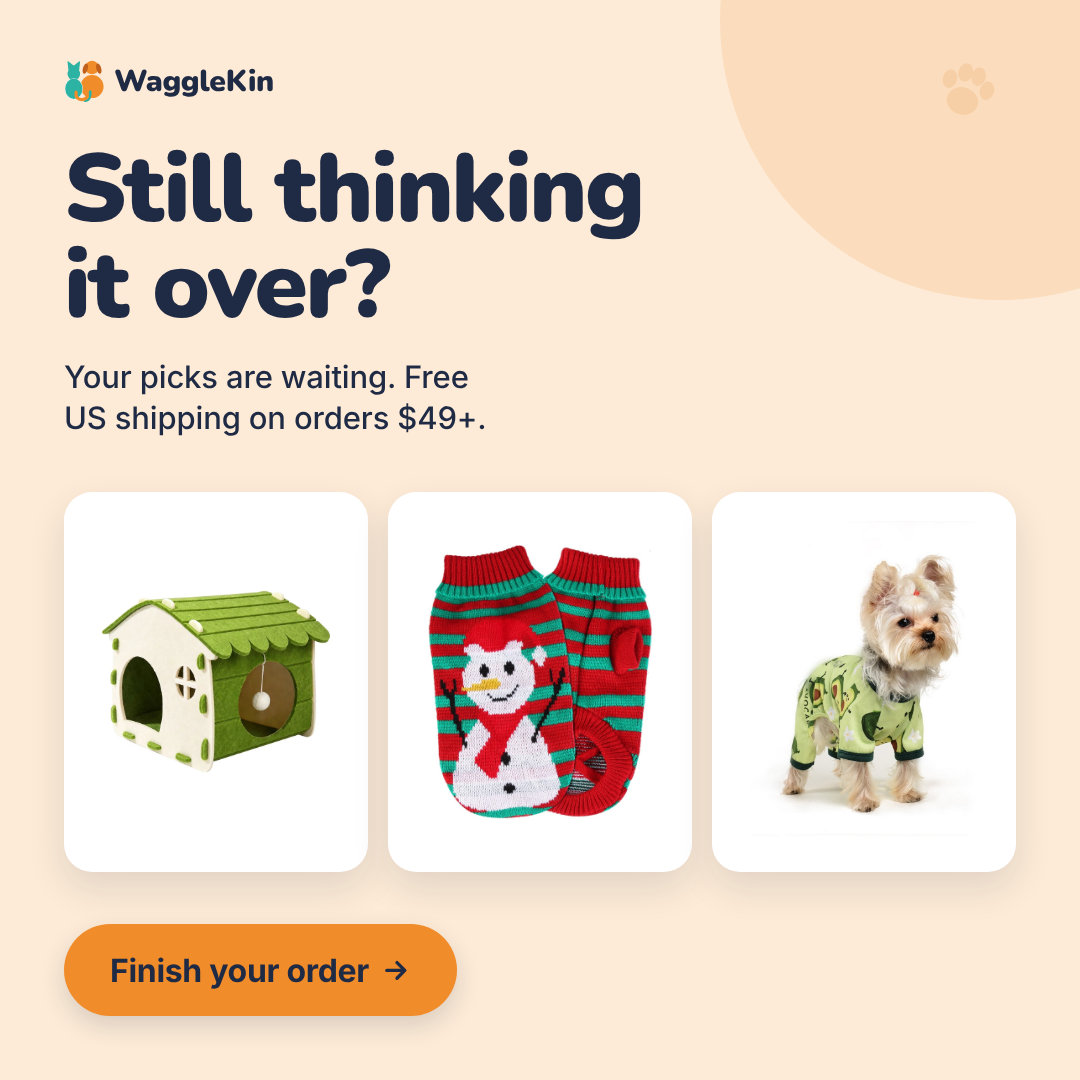 WaggleKin
Still thinking
it over?
Your picks are waiting. Free
US shipping on orders $49+.
Finish your order →